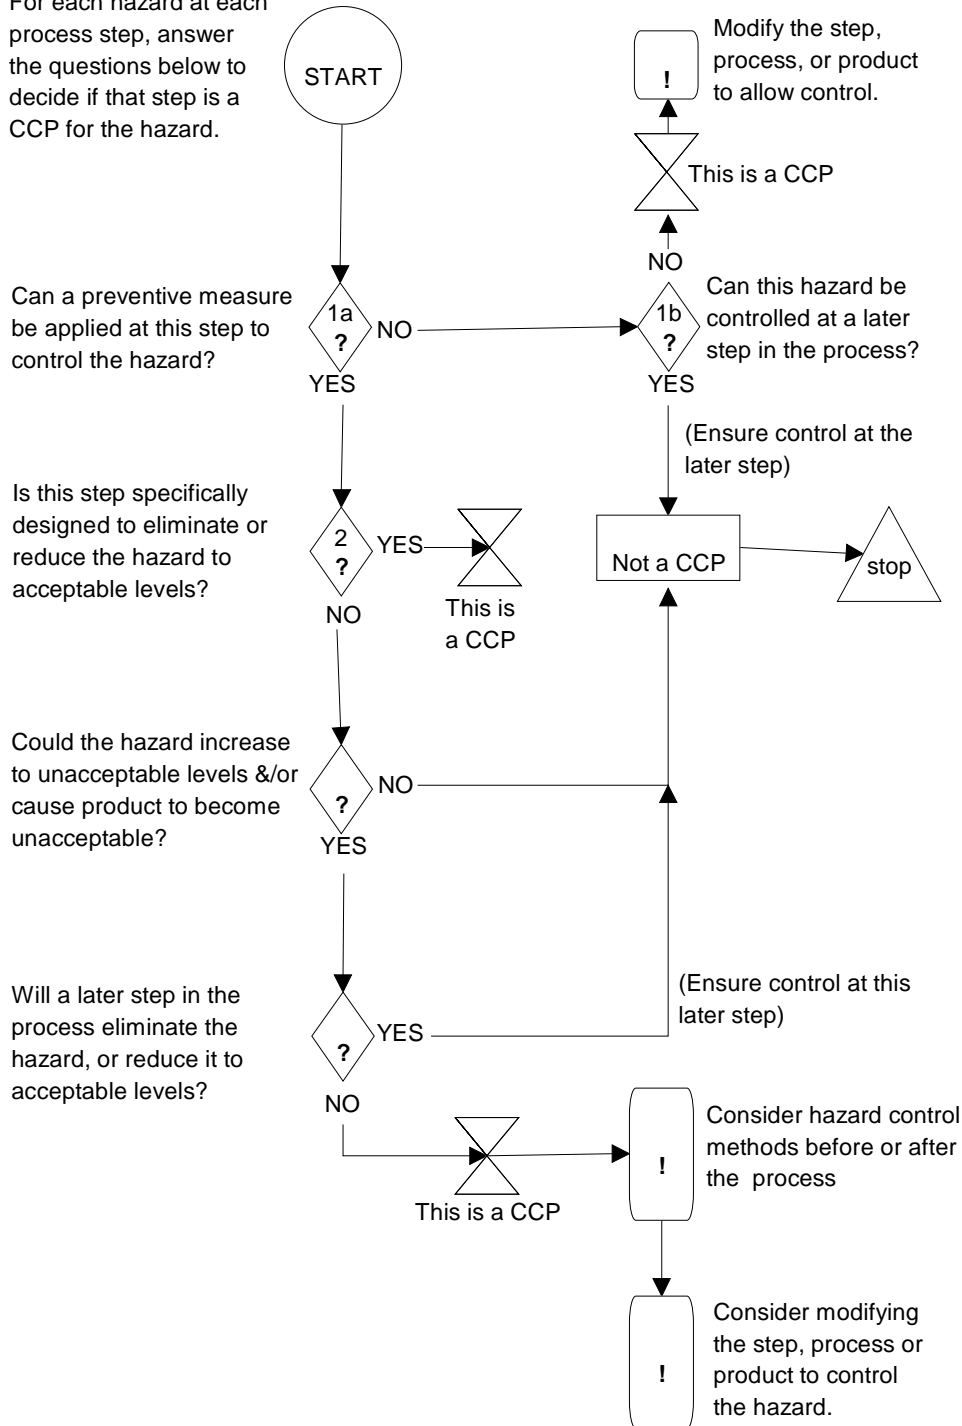 For each hazard at each
process step, answer
the questions below to
decide if that step is a
CCP for the hazard.
START
!
Modify the step,
process, or product
to allow control.
This is a CCP
NO
Can a preventive measure
be applied at this step to
control the hazard?
1a
?
NO
YES
1b
?
YES
Can this hazard be
controlled at a later
step in the process?
(Ensure control at the
later step)
Is this step specifically
designed to eliminate or
reduce the hazard to
acceptable levels?
2
?
YES
NO
This is
a CCP
Not a CCP
stop
Could the hazard increase
to unacceptable levels &/or
cause product to become
unacceptable?
?
NO
YES
Will a later step in the
process eliminate the
hazard, or reduce it to
acceptable levels?
?
YES
NO
(Ensure control at this
later step)
This is a CCP
!
Consider hazard control
methods before or after
the process
!
Consider modifying
the step, process or
product to control
the hazard.